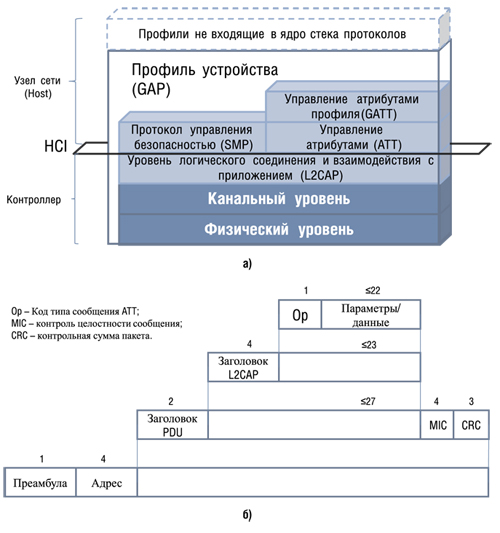 а)
Профили не входящие в ядро стека протоколов
Узел сети
(Host)
Профиль устройства
(GAP)
Управление атрибутами
профиля(GATT)
Протокол управления
безопасностью (SMP)
Управление
атрибутами (ATT)
HCI
Уровень логического соединения и взаимодействия с
приложением (L2CAP)
Контроллер
Канальный уровень
Физический уровень
а)
Op – Код типа сообщения ATT;
MIC – контроль целостности сообщения;
CRC – контрольная сумма пакета.
1
≤22
Op
Параметры/
данные
4
≤23
Заголовок
L2CAP
2
≤27
4
3
Заголовок
PDU
MIC
CRC
1
4
Преамбула
Адрес
б)